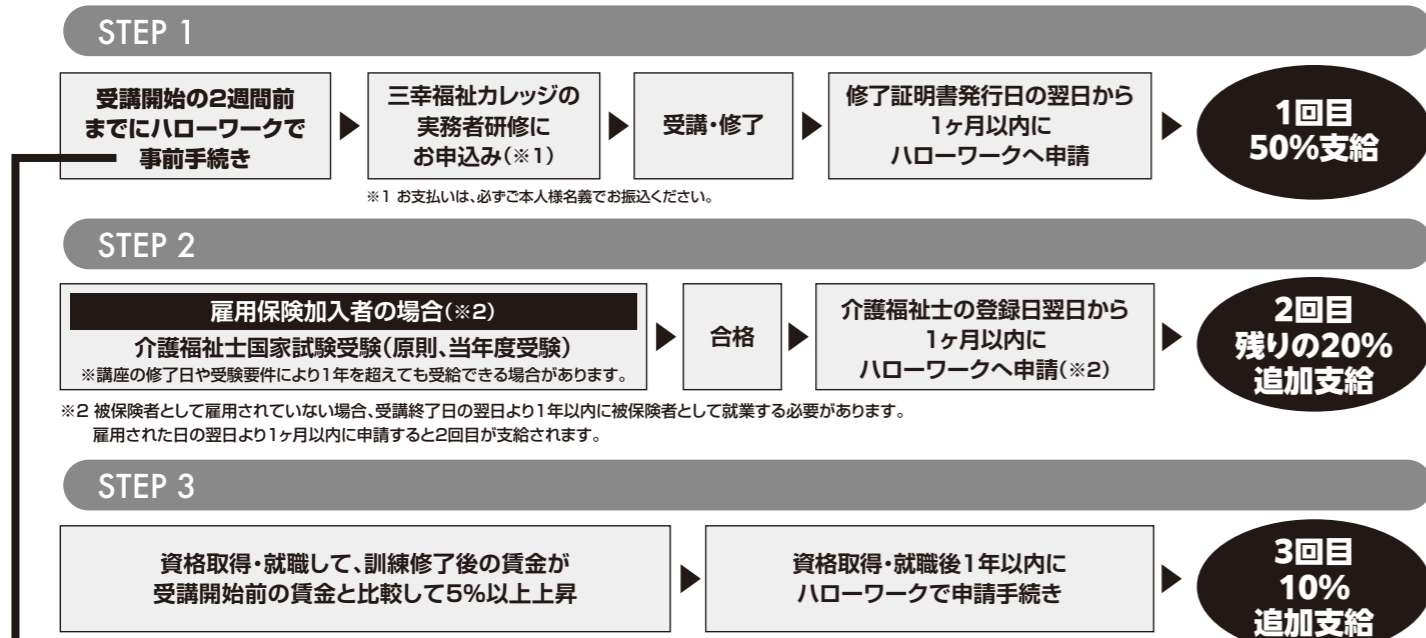 STEP 1
受講開始の2週間前
までにハローワークで
事前手続き
三幸福祉カレッジの
実務者研修に
お申込み(※1)
受講・修了
修了証明書発行日の翌日から
1ヶ月以内に
ハローワークへ申請
1回目
50%支給
※1 お支払いは、必ずご本人様名義でお振込ください。
STEP 2
雇用保険加入者の場合(※2)
介護福祉士国家試験受験(原則、当年度受験)
※講座の修了日や受験要件により1年を超えても受給できる場合があります。
合格
介護福祉士の登録日翌日から
1ヶ月以内に
ハローワークへ申請(※2)
2回目
残りの20%
追加支給
※2 被保険者として雇用されていない場合、受講終了日の翌日より1年以内に被保険者として就業する必要があります。
雇用された日の翌日より1ヶ月以内に申請すると2回目が支給されます。
STEP 3
資格取得・就職して、訓練修了後の賃金が
受講開始前の賃金と比較して5%以上上昇
資格取得・就職後1年以内に
ハローワークで申請手続き
3回目
10%
追加支給